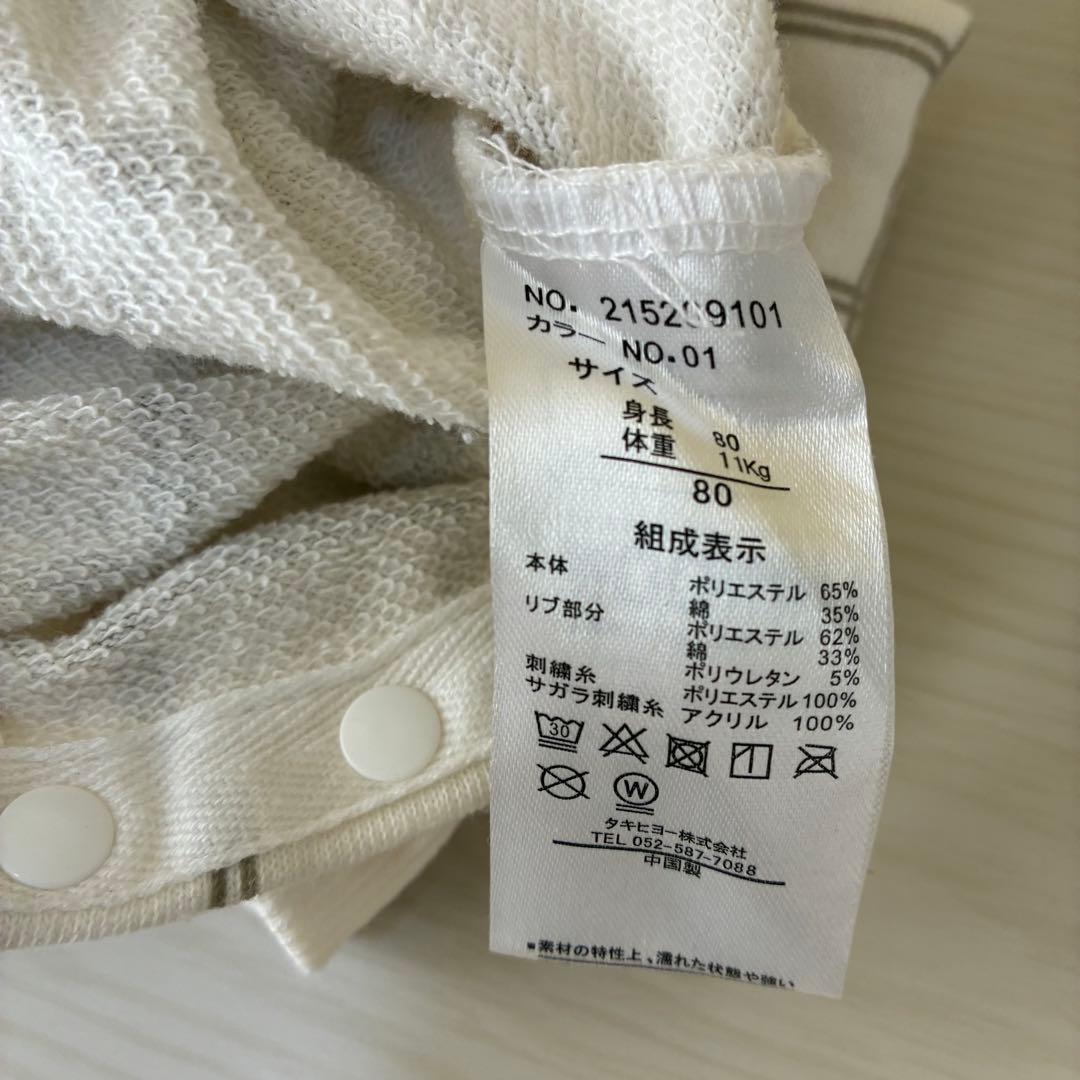 NO. 215209101
カラー NO.01
サイズ
身長 80
体重 11Kg
80
組成表示
本体 ポリエステル 65%
綿 35%
リブ部分 ポリエステル 62%
綿 33%
ポリウレタン 5%
刺繍糸 ポリエステル 100%
サガラ刺繍糸 アクリル 100%
30
W
タキヒヨー株式会社
TEL 052-587-7088
中国製
※素材の特性上、濡れた状態や強い